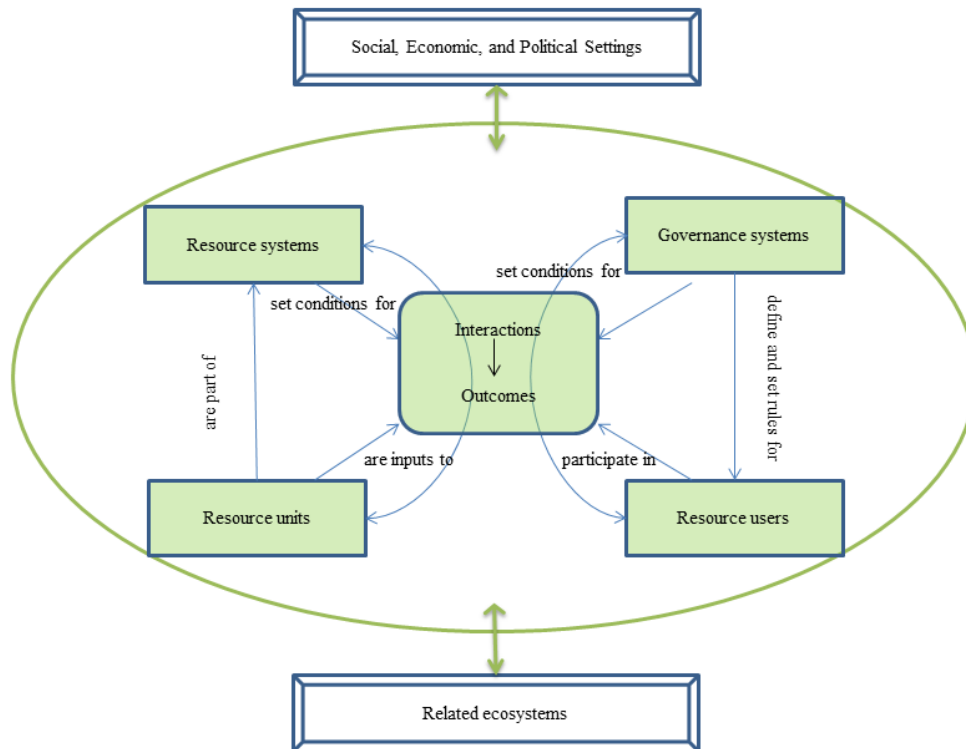 Social, Economic, and Political Settings
Resource systems
Governance systems
set conditions for
set conditions for
Interactions
Outcomes
are part of
define and set rules for
are inputs to
participate in
Resource units
Resource users
Related ecosystems